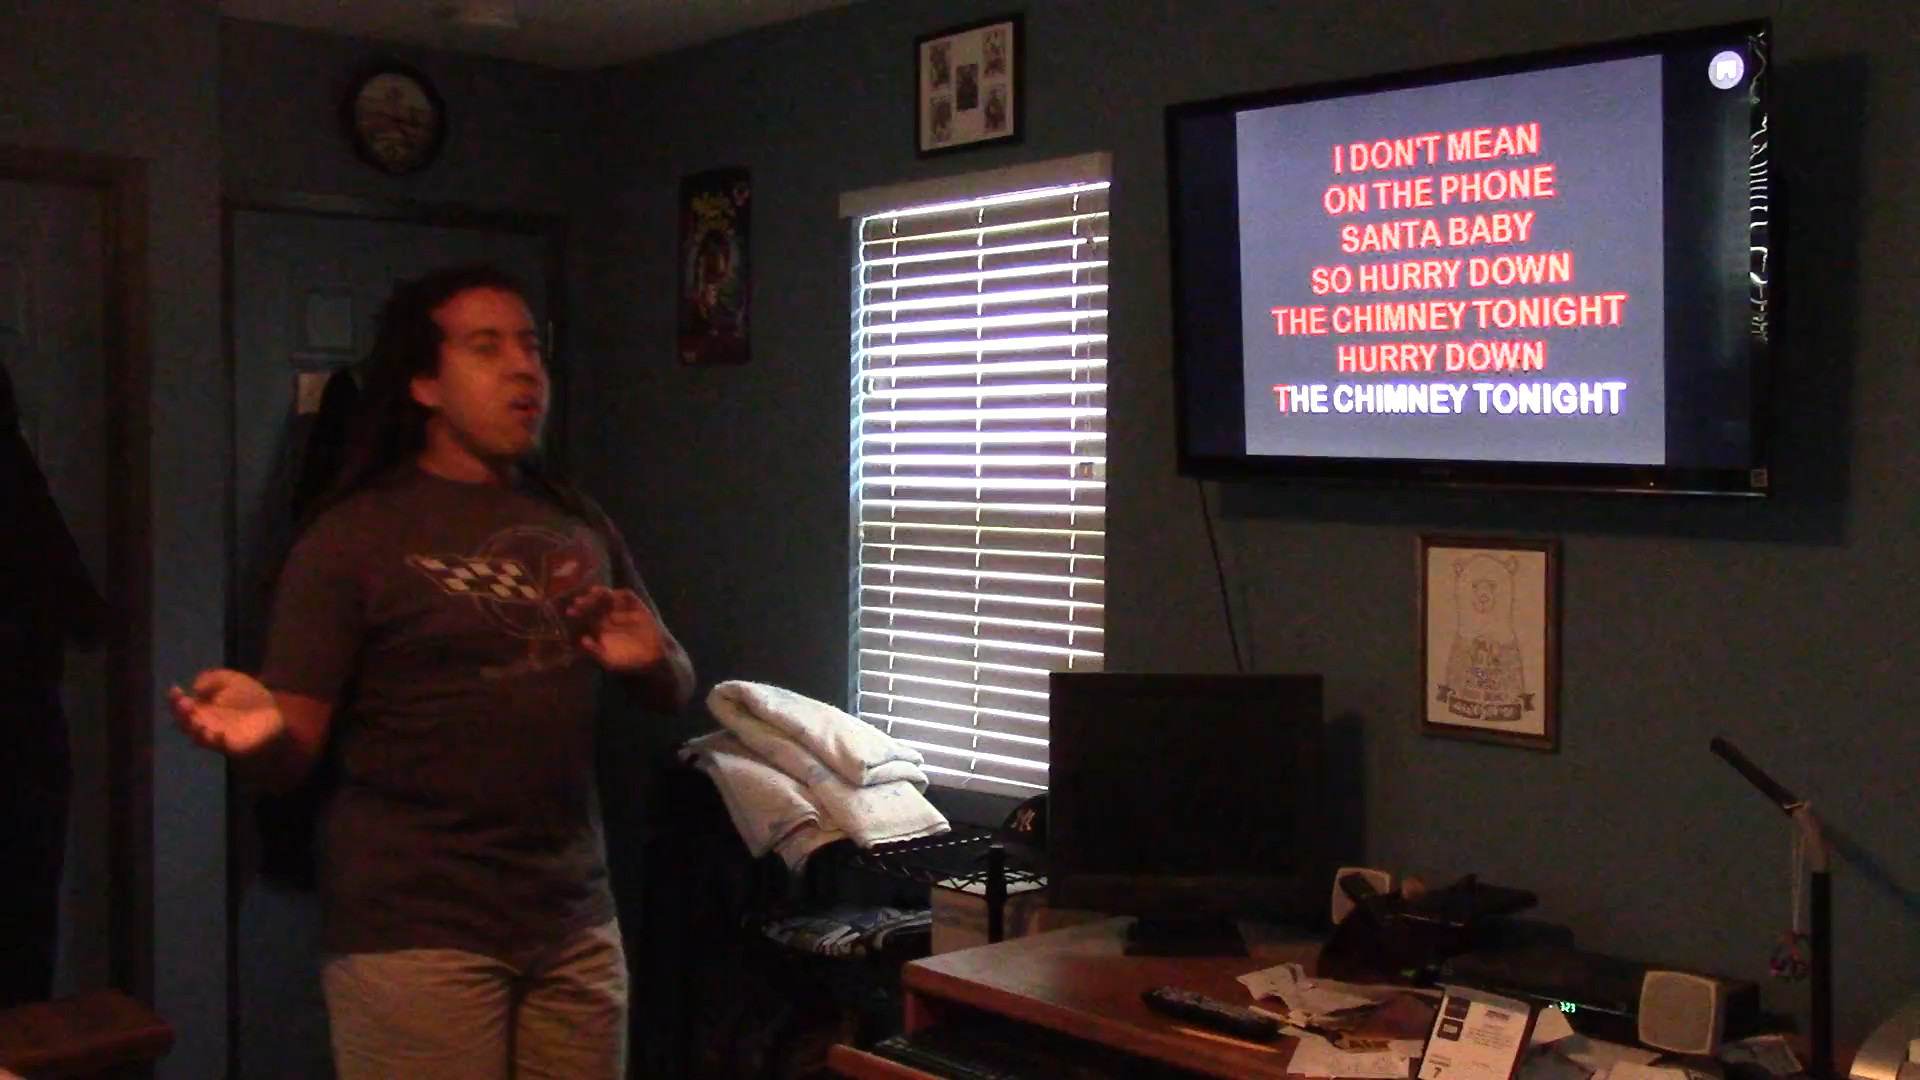 I DON'T MEAN
ON THE PHONE
SANTA BABY
SO HURRY DOWN
THE CHIMNEY TONIGHT
HURRY DOWN
THE CHIMNEY TONIGHT